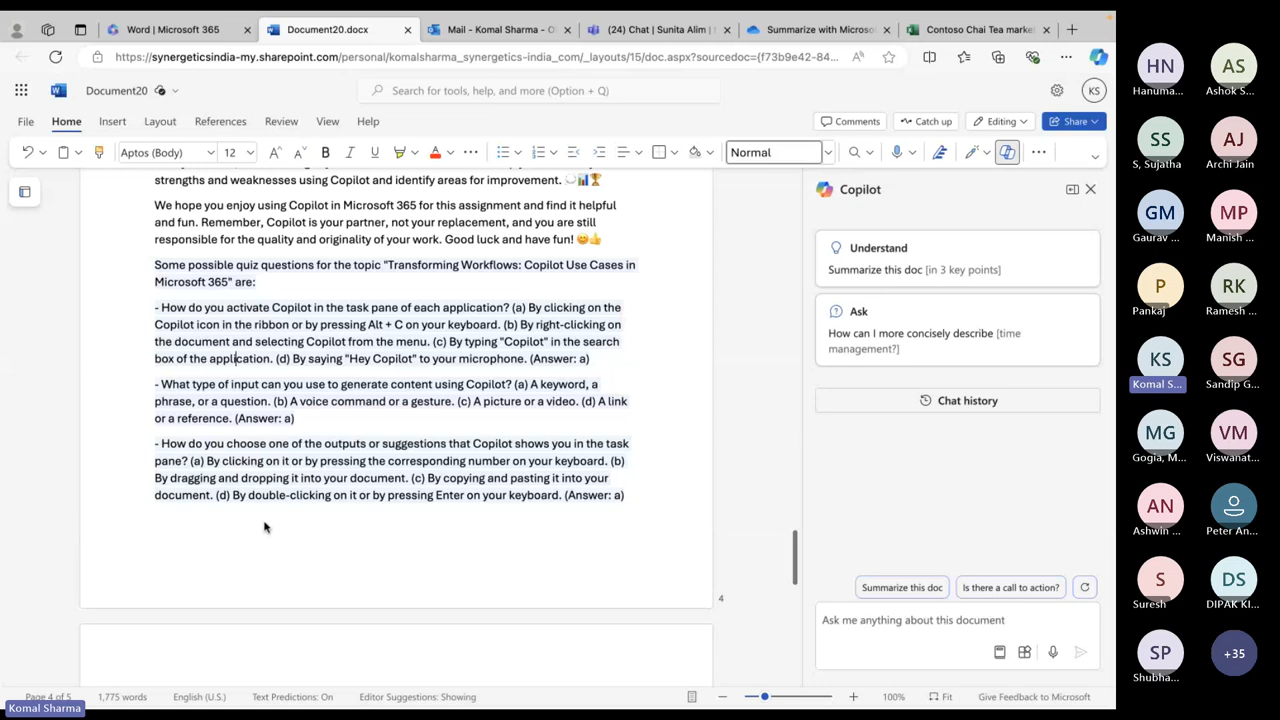 Word | Microsoft 365
Document20.docx
Mail - Komal Sharma - O
(24) Chat | Sunita Alim |
Summarize with Microso
Contoso Chai Tea marke
https://synergeticsindia-my.sharepoint.com/personal/komalsharma_synergetics-india_com/_layouts/15/doc.aspx?sourcedoc={f73b9e42-84...
Document20
Search for tools, help, and more (Option + Q)
KS
File Home Insert Layout References Review View Help
Comments Catch up Editing Share
Aptos (Body) 12 B I U A Normal
strengths and weaknesses using Copilot and identify areas for improvement.
We hope you enjoy using Copilot in Microsoft 365 for this assignment and find it helpful
and fun. Remember, Copilot is your partner, not your replacement, and you are still
responsible for the quality and originality of your work. Good luck and have fun! 😊👍
Some possible quiz questions for the topic "Transforming Workflows: Copilot Use Cases in
Microsoft 365" are:
- How do you activate Copilot in the task pane of each application? (a) By clicking on the
Copilot icon in the ribbon or by pressing Alt + C on your keyboard. (b) By right-clicking on
the document and selecting Copilot from the menu. (c) By typing "Copilot" in the search
box of the application. (d) By saying "Hey Copilot" to your microphone. (Answer: a)
- What type of input can you use to generate content using Copilot? (a) A keyword, a
phrase, or a question. (b) A voice command or a gesture. (c) A picture or a video. (d) A link
or a reference. (Answer: a)
- How do you choose one of the outputs or suggestions that Copilot shows you in the task
pane? (a) By clicking on it or by pressing the corresponding number on your keyboard. (b)
By dragging and dropping it into your document. (c) By copying and pasting it into your
document. (d) By double-clicking on it or by pressing Enter on your keyboard. (Answer: a)
4
Copilot
Understand
Summarize this doc [in 3 key points]
Ask
How can I more concisely describe [time
management?]
Chat history
Summarize this doc
Is there a call to action?
Ask me anything about this document
Page 4 of 5
1,775 words
English (U.S.)
Text Predictions: On
Editor Suggestions: Showing
100%
Fit
Give Feedback to Microsoft
Komal Sharma
HN AS
Hanuma... Ashok S...
SS AJ
S, Sujatha Archi Jain
GM MP
Gaurav ... Manish ...
P RK
Pankaj Ramesh ...
KS SG
Komal S... Sandip G...
MG VM
Gogia, M... Viswanat...
AN
Ashwin ... Peter An...
S DS
Suresh DIPAK KI...
SP +35
Shubha...